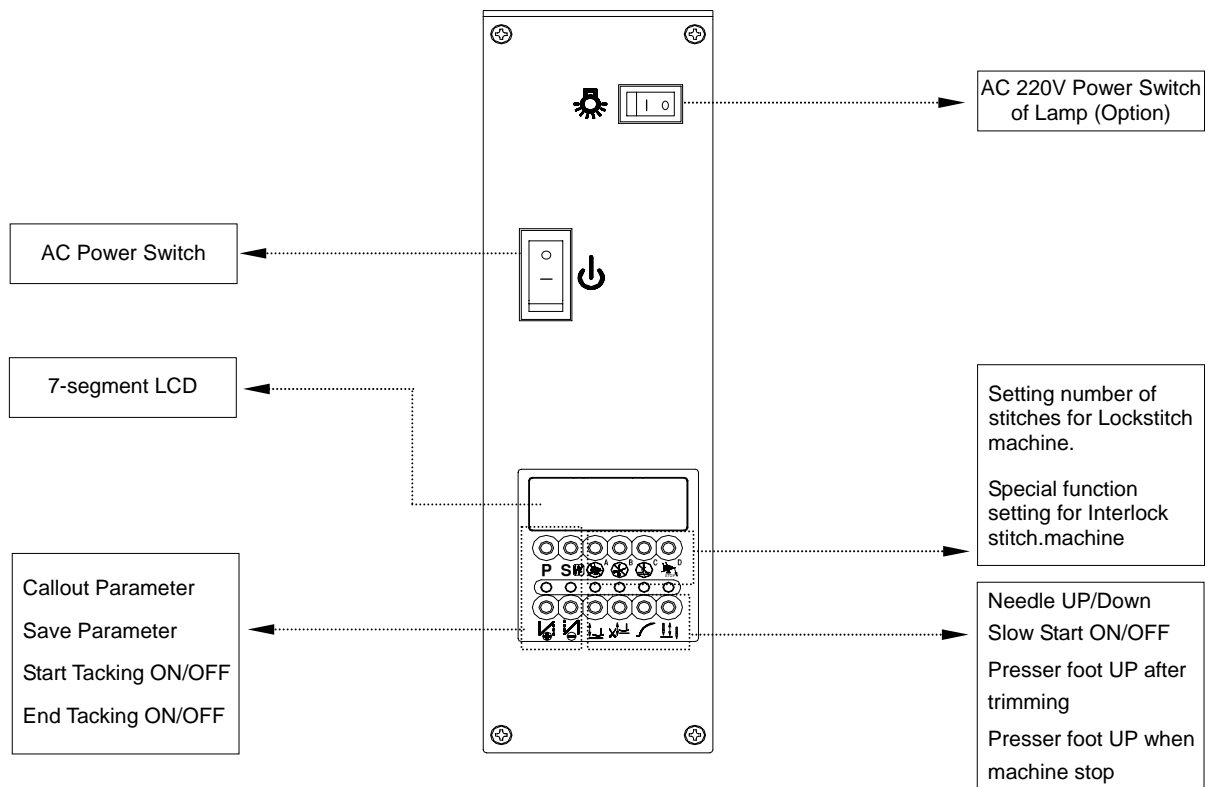 AC 220V Power Switch
of Lamp (Option)
I O
AC Power Switch
7-segment LCD
Setting number of
stitches for Lockstitch
machine.
Special function
setting for Interlock
stitch.machine
P
A B C D
Callout Parameter
Save Parameter
Start Tacking ON/OFF
End Tacking ON/OFF
Needle UP/Down
Slow Start ON/OFF
Presser foot UP after
trimming
Presser foot UP when
machine stop